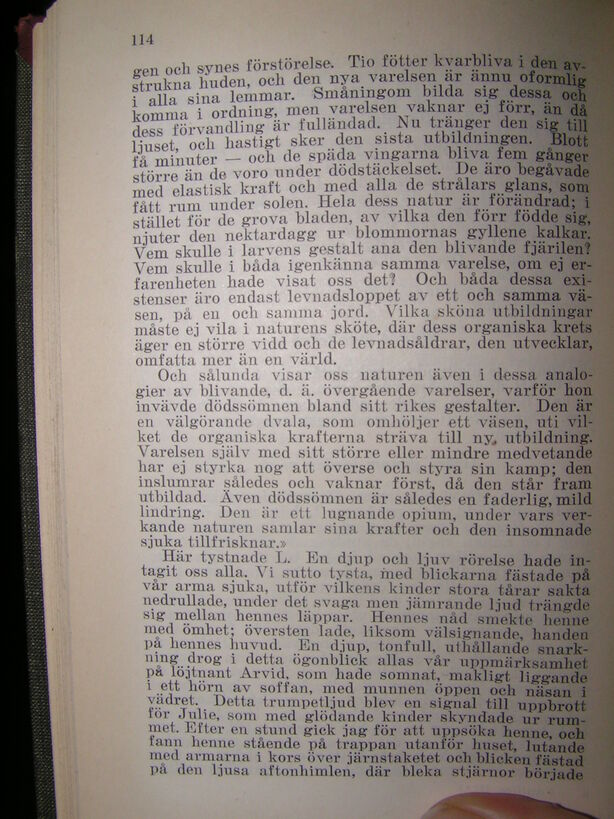 114
gen och synes förstörelse. Tio fötter kvarbliva i den av-
strukna huden, och den nya varelsen är ännu oformlig
i alla sina lemmar. Småningom bilda sig dessa och
komma i ordning, men varelsen vaknar ej förr, än då
dess förvandling är fulländad. Nu tränger den sig till
ljuset, och hastigt sker den sista utbildningen. Blott
få minuter — och de späda vingarna bliva fem gånger
större än de voro under dödstäckelset. De äro begåvade
med elastisk kraft och med alla de strålars glans, som
fått rum under solen. Hela dess natur är förändrad; i
stället för de grova bladen, av vilka den förr födde sig,
njuter den nektardagg ur blommornas gyllene kalkar.
Vem skulle i larvens gestalt ana den blivande fjärilen?
Vem skulle i båda igenkänna samma varelse, om ej er-
farenheten hade visat oss det? Och båda dessa exi-
stenser äro endast levnadsloppet av ett och samma vä-
sen, på en och samma jord. Vilka sköna utbildningar
måste ej vila i naturens sköte, där dess organiska krets
äger en större vidd och de levnadsåldrar, den utvecklar,
omfatta mer än en värld.
Och sålunda visar oss naturen även i dessa analo-
gier av blivande, d. ä. övergående varelser, varför hon
invävde dödssömnen bland sitt rikes gestalter. Den är
en välgörande dvala, som omhöljer ett väsen, uti vil-
ket de organiska krafterna sträva till ny utbildning.
Varelsen själv med sitt större eller mindre medvetande
har ej styrka nog att överse och styra sin kamp; den
inslumrar således och vaknar först, då den står fram
utbildad. Även dödssömnen är således en faderlig, mild
lindring. Den är ett lugnande opium, under vars ver-
kande naturen samlar sina krafter och den insomnade
sjuka tillfrisknar.»
Här tystnade L. En djup och ljuv rörelse hade in-
tagit oss alla. Vi sutto tysta, med blickarna fästade på
vår arma sjuka, utför vilkens kinder stora tårar sakta
nedrullade, under det svaga men jämrande ljud trängde
sig mellan hennes läppar. Hennes nåd smekte henne
med ömhet; översten lade, liksom välsignande, handen
på hennes huvud. En djup, tonfull, uthållande snark-
ning drog i detta ögonblick allas vår uppmärksamhet
på löjtnant Arvid, som hade somnat, makligt liggande
i ett hörn av soffan, med munnen öppen och näsan i
vädret. Detta trumpetljud blev en signal till uppbrott
för Julie, som med glödande kinder skyndade ur rum-
met. Efter en stund gick jag för att uppsöka henne, och
fann henne stående på trappan utanför huset, lutande
med armarna i kors över järnstaketet och blicken fästad
på den ljusa aftonhimlen, där bleka stjärnor började